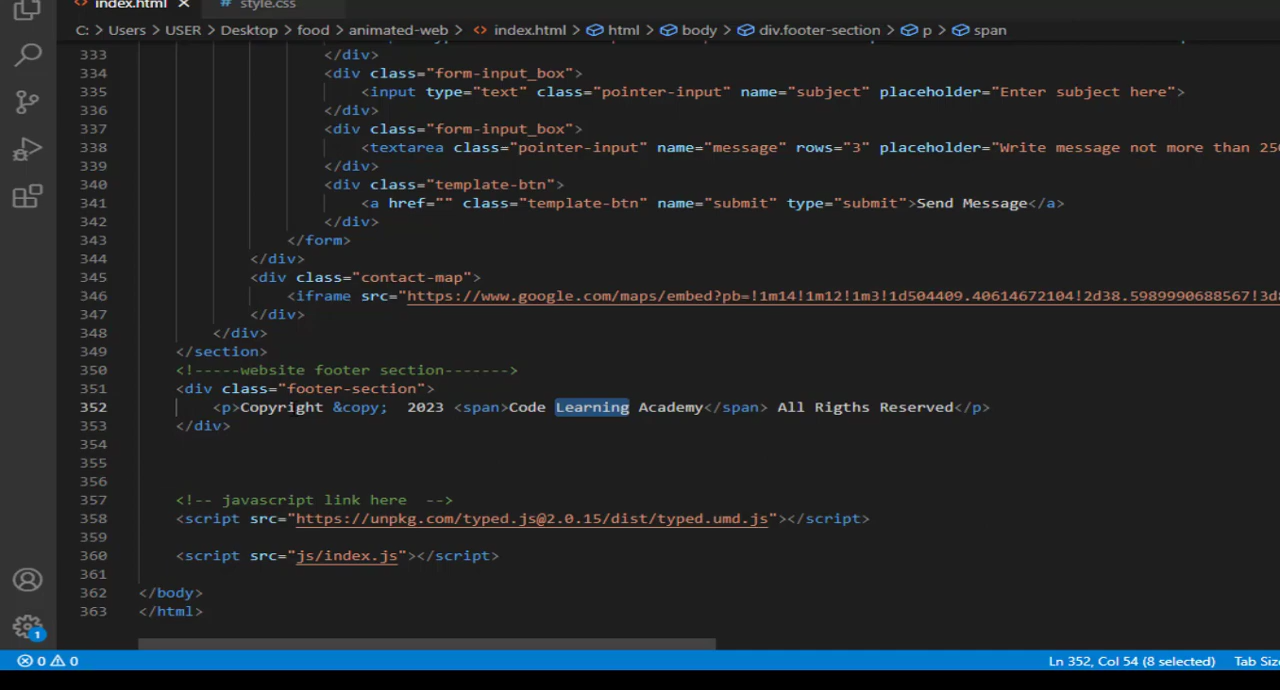 index.html × # style.css
C: > Users > USER > Desktop > food > animated-web > index.html > html > body > div.footer-section > p > span
333 </div>
334 <div class="form-input_box">
335 <input type="text" class="pointer-input" name="subject" placeholder="Enter subject here">
336 </div>
337 <div class="form-input_box">
338 <textarea class="pointer-input" name="message" rows="3" placeholder="Write message not more than 25
339 </div>
340 <div class="template-btn">
341 <a href="" class="template-btn" name="submit" type="submit">Send Message</a>
342 </div>
343 </form>
344 </div>
345 <div class="contact-map">
346 <iframe src="https://www.google.com/maps/embed?pb=!1m14!1m12!1m3!1d504409.40614672104!2d38.5989990688567!3d
347 </div>
348 </div>
349 </section>
350 <!-----website footer section------->
351 <div class="footer-section">
352 <p>Copyright &copy; 2023 <span>Code Learning Academy</span> All Rigths Reserved</p>
353 </div>
354
355
356
357 <!-- javascript link here -->
358 <script src="https://unpkg.com/typed.js@2.0.15/dist/typed.umd.js"></script>
359
360 <script src="js/index.js"></script>
361
362 </body>
363 </html>
1
0 0 Ln 352, Col 54 (8 selected) Tab Size